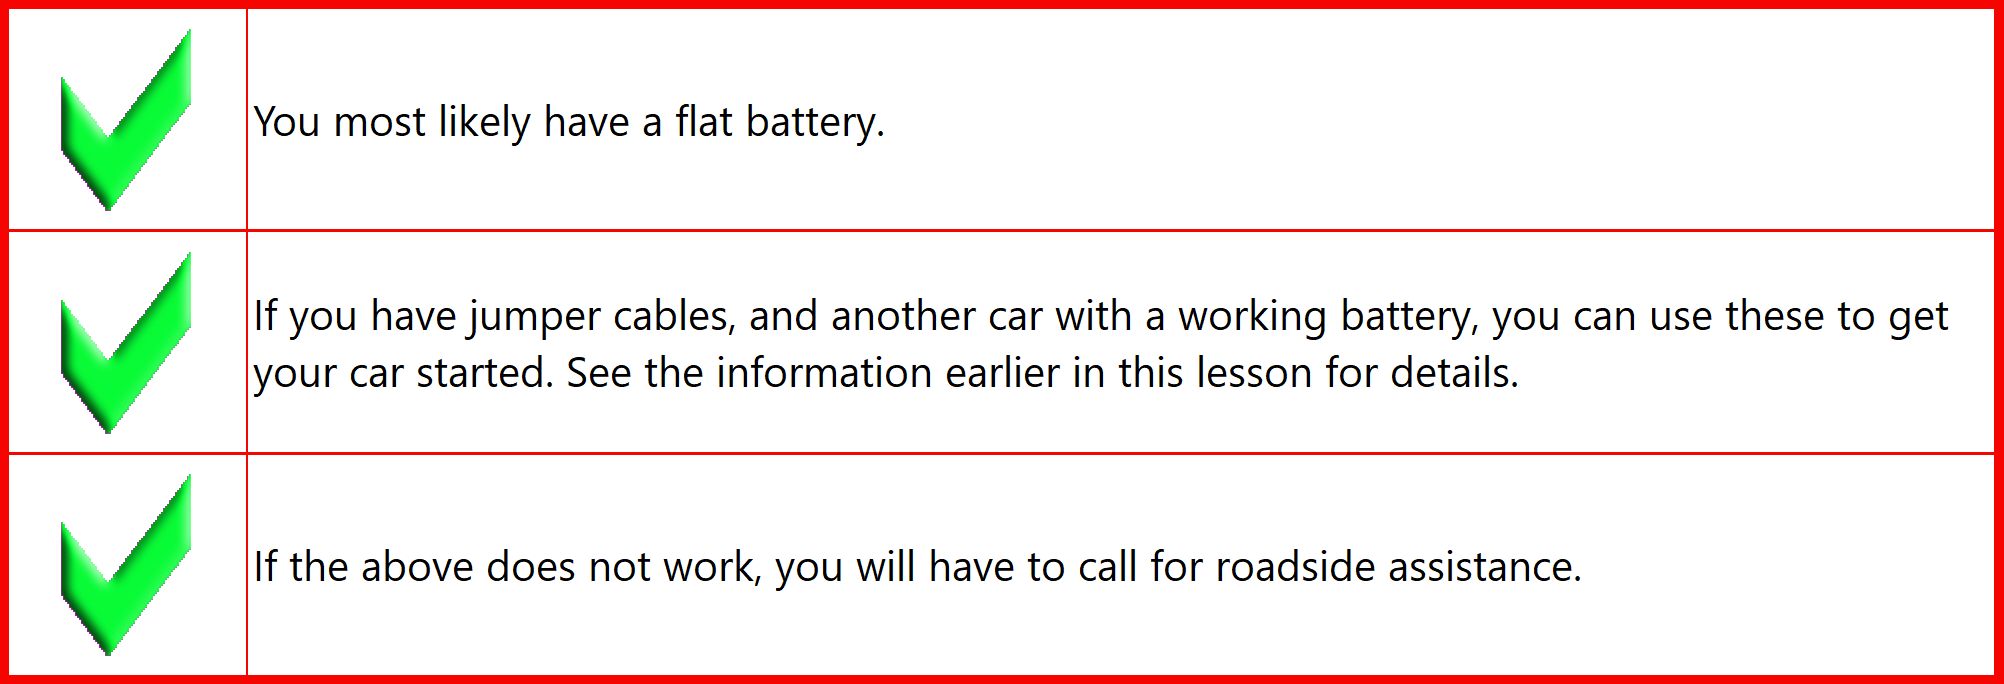 You most likely have a flat battery.
If you have jumper cables, and another car with a working battery, you can use these to get
your car started. See the information earlier in this lesson for details.
If the above does not work, you will have to call for roadside assistance.